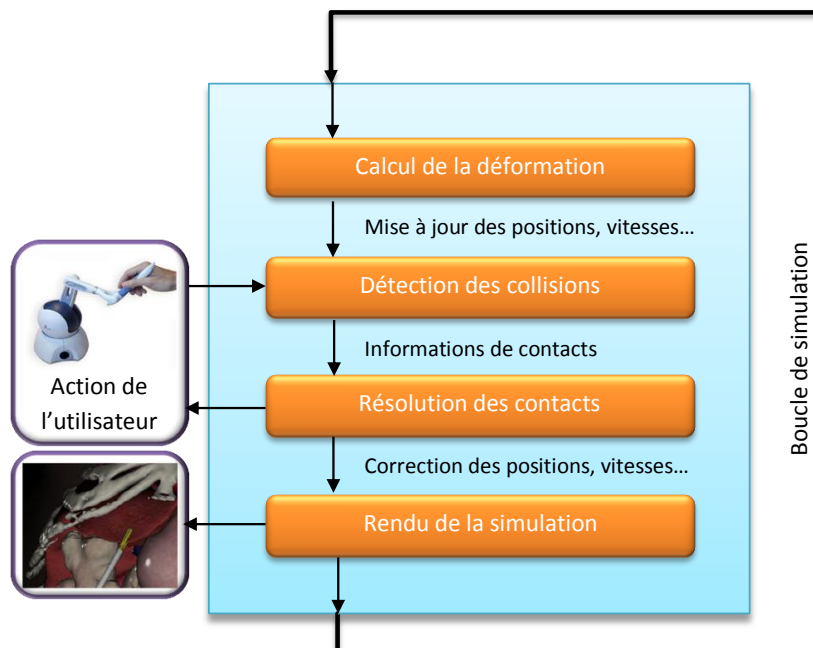 Calcul de la déformation
Mise à jour des positions, vitesses...
Détection des collisions
Informations de contacts
Action de
l’utilisateur
Résolution des contacts
Correction des positions, vitesses...
Rendu de la simulation
Boucle de simulation